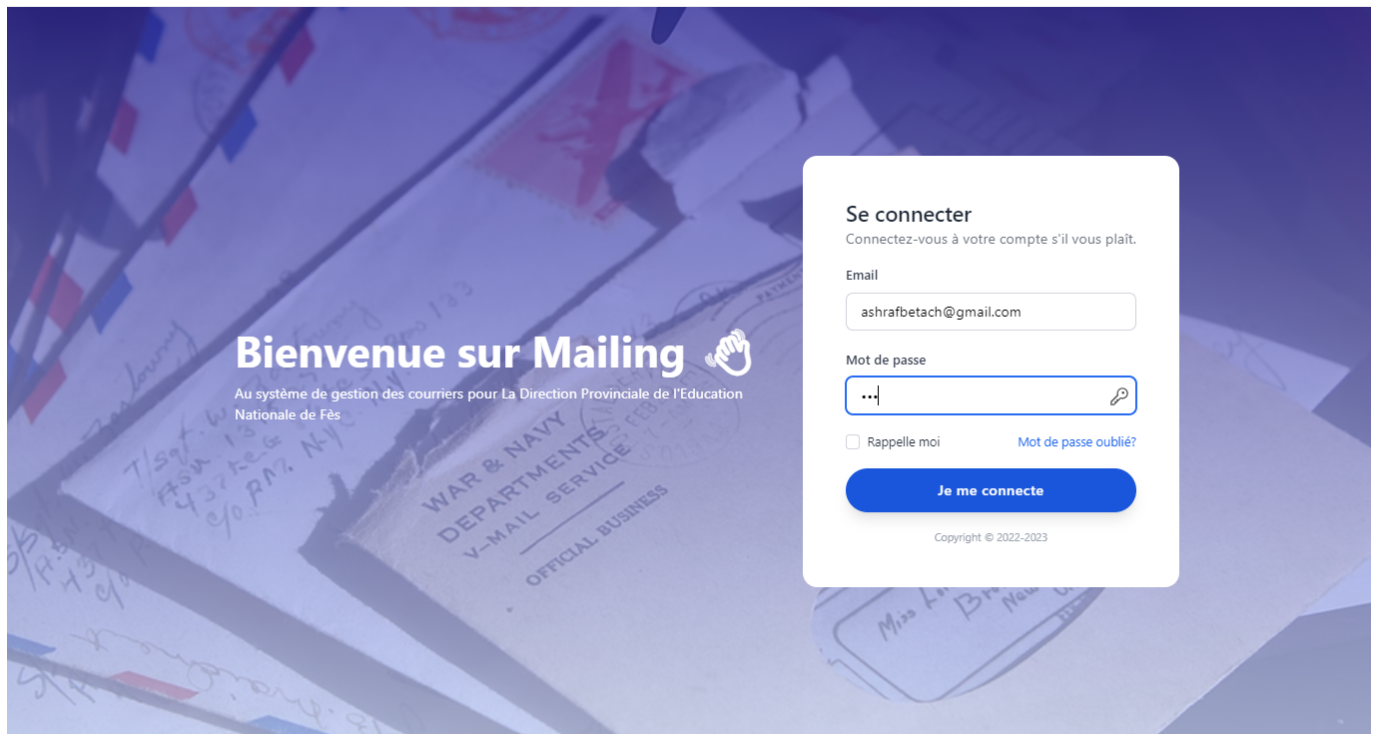 Bienvenue sur Mailing
Au système de gestion des courriers pour La Direction Provinciale de l'Education
Nationale de Fès
WAR & NAVY
DEPARTMENTS
V-MAIL SERVICE
OFFICIAL BUSINESS
Se connecter
Connectez-vous à votre compte s'il vous plaît.
Email
ashrafbetach@gmail.com
Mot de passe
•••
Rappelle moi
Mot de passe oublié?
Je me connecte
Copyright © 2022-2023
Miss